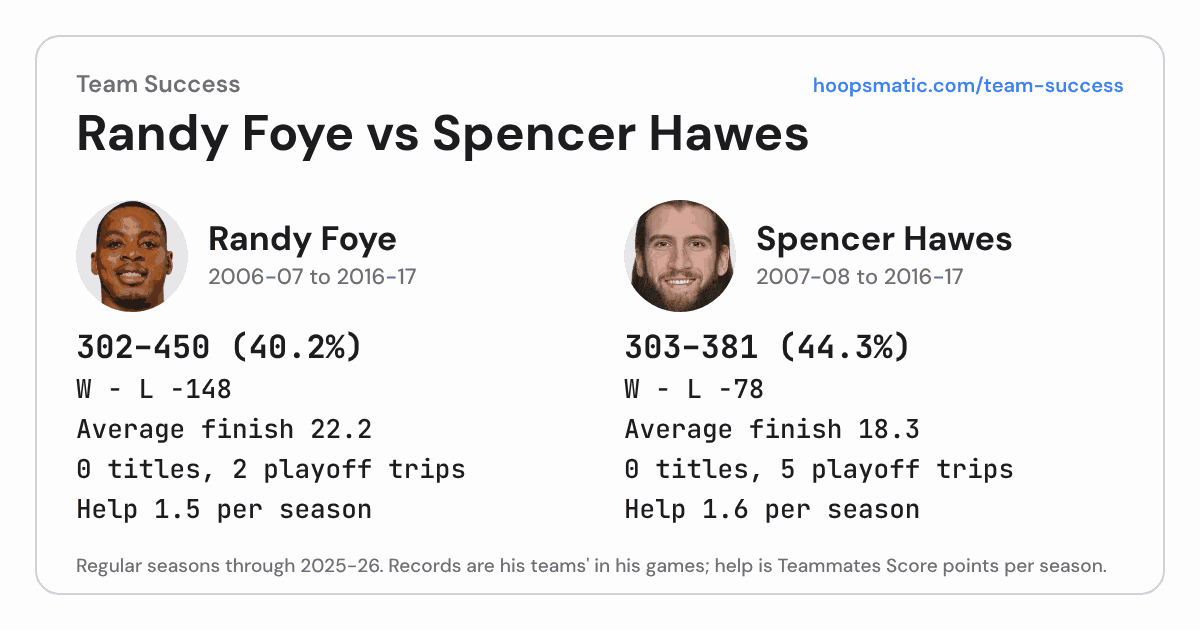 Team Success
hoopsmatic.com/team-success
Randy Foye vs Spencer Hawes
Randy Foye
2006-07 to 2016-17
302-450 (40.2%)
W - L -148
Average finish 22.2
0 titles, 2 playoff trips
Help 1.5 per season
Spencer Hawes
2007-08 to 2016-17
303-381 (44.3%)
W - L -78
Average finish 18.3
0 titles, 5 playoff trips
Help 1.6 per season
Regular seasons through 2025-26. Records are his teams' in his games; help is Teammates Score points per season.